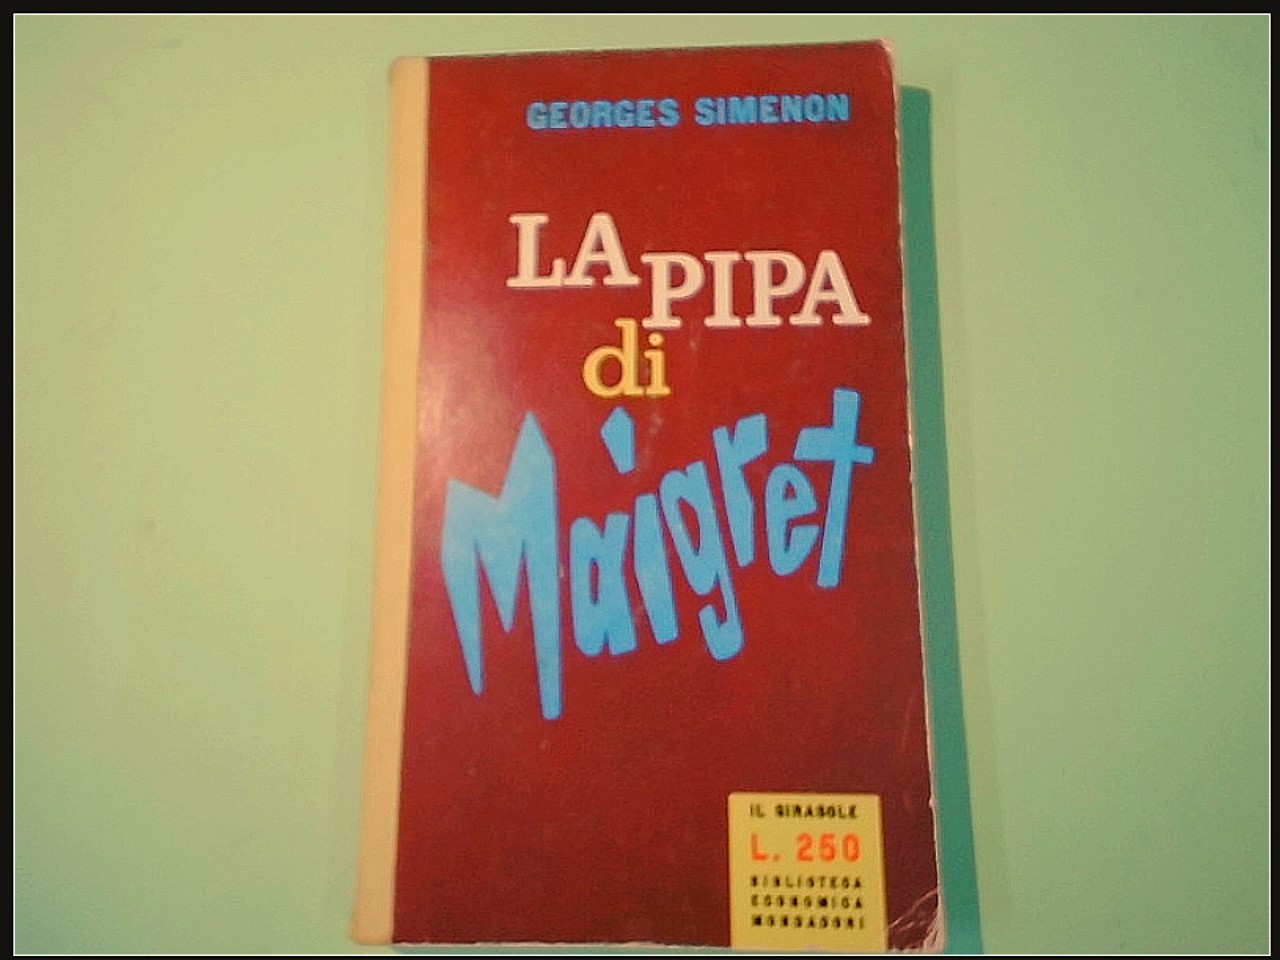 GEORGES SIMENON
LA PIPA
di
Maigret
IL GIRASOLE
L. 250
BIBLIOTECA
ECONOMICA
MONDADORI